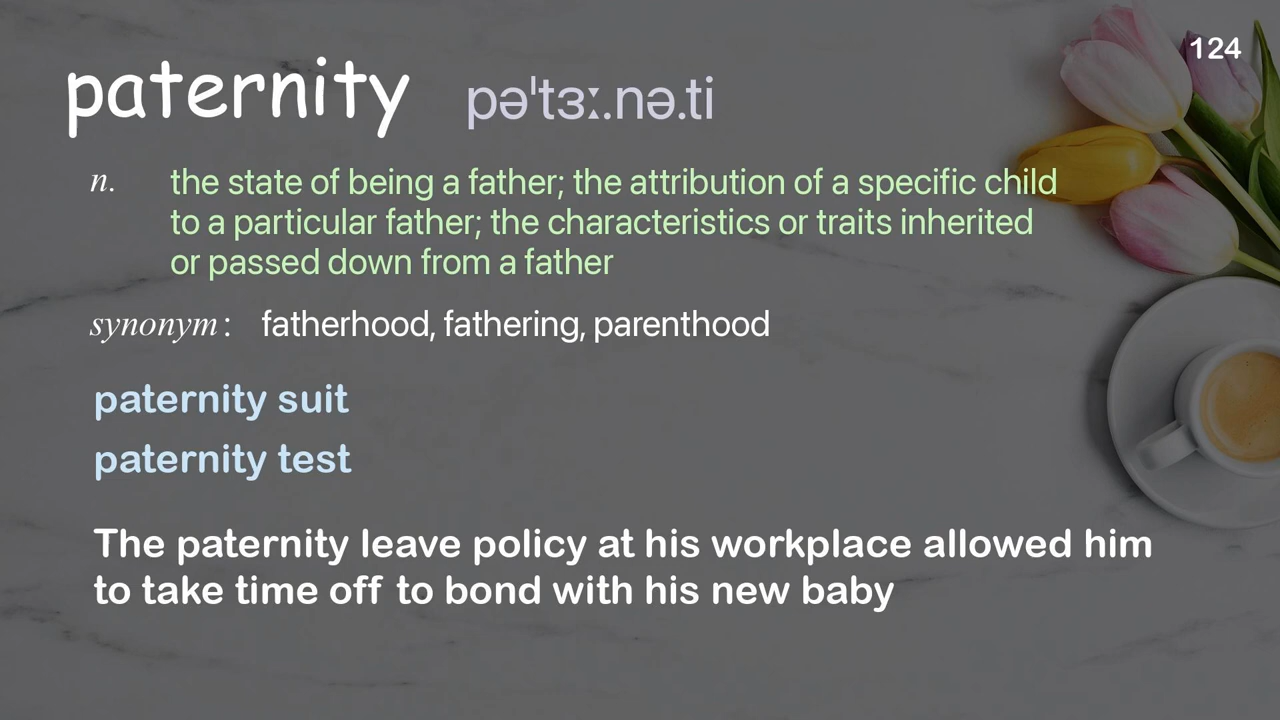 124
paternity pəˈtɜː.nə.ti
n. the state of being a father; the attribution of a specific child
to a particular father; the characteristics or traits inherited
or passed down from a father
synonym: fatherhood, fathering, parenthood
paternity suit
paternity test
The paternity leave policy at his workplace allowed him
to take time off to bond with his new baby